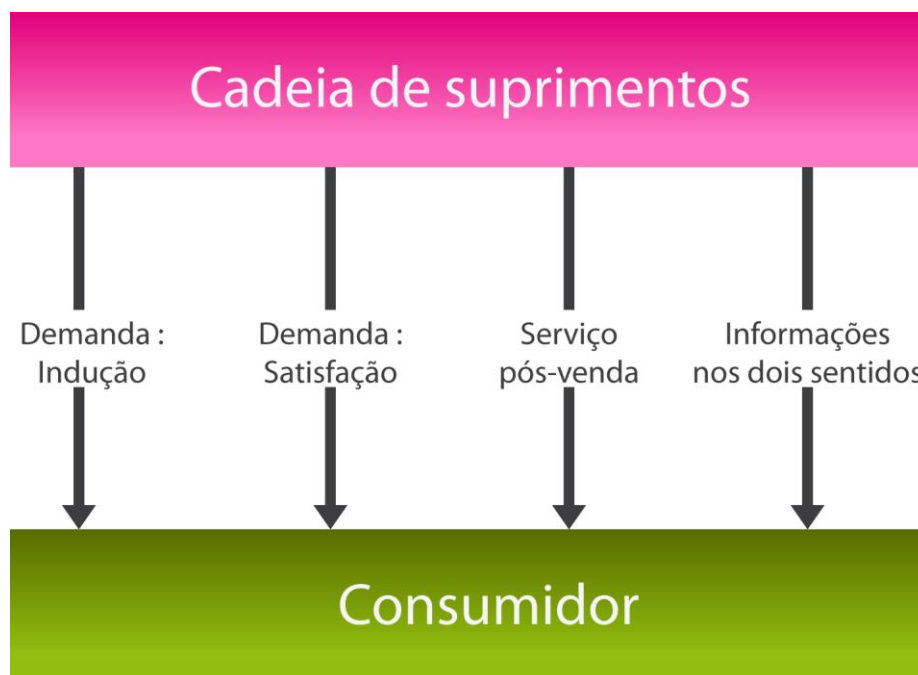 Cadeia de suprimentos
Demanda :
Indução
Demanda :
Satisfação
Serviço
pós-venda
Informações
nos dois sentidos
Consumidor